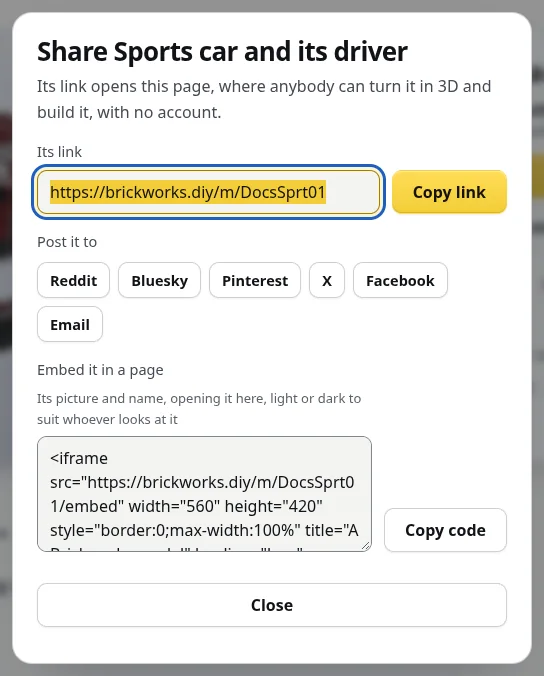 Share Sports car and its driver
Its link opens this page, where anybody can turn it in 3D and
build it, with no account.
Its link
https://brickworks.diy/m/DocsSprt01
Copy link
Post it to
Reddit
Bluesky
Pinterest
X
Facebook
Email
Embed it in a page
Its picture and name, opening it here, light or dark to
suit whoever looks at it
<iframe
src="https://brickworks.diy/m/DocsSprt0
1/embed" width="560" height="420"
style="border:0;max-width:100%" title="A
Copy code
Close